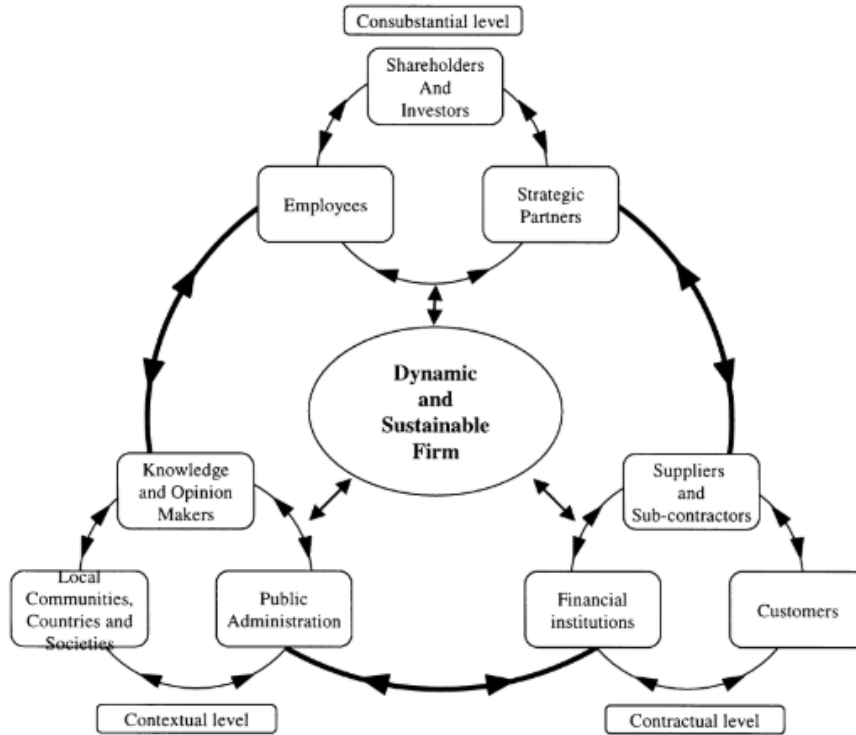 Consubstantial level
Shareholders
And
Investors
Employees
Strategic
Partners
Dynamic
and
Sustainable
Firm
Knowledge
and Opinion
Makers
Suppliers
and
Sub-contractors
Local
Communities,
Countries and
Societies
Public
Administration
Financial
institutions
Customers
Contextual level
Contractual level